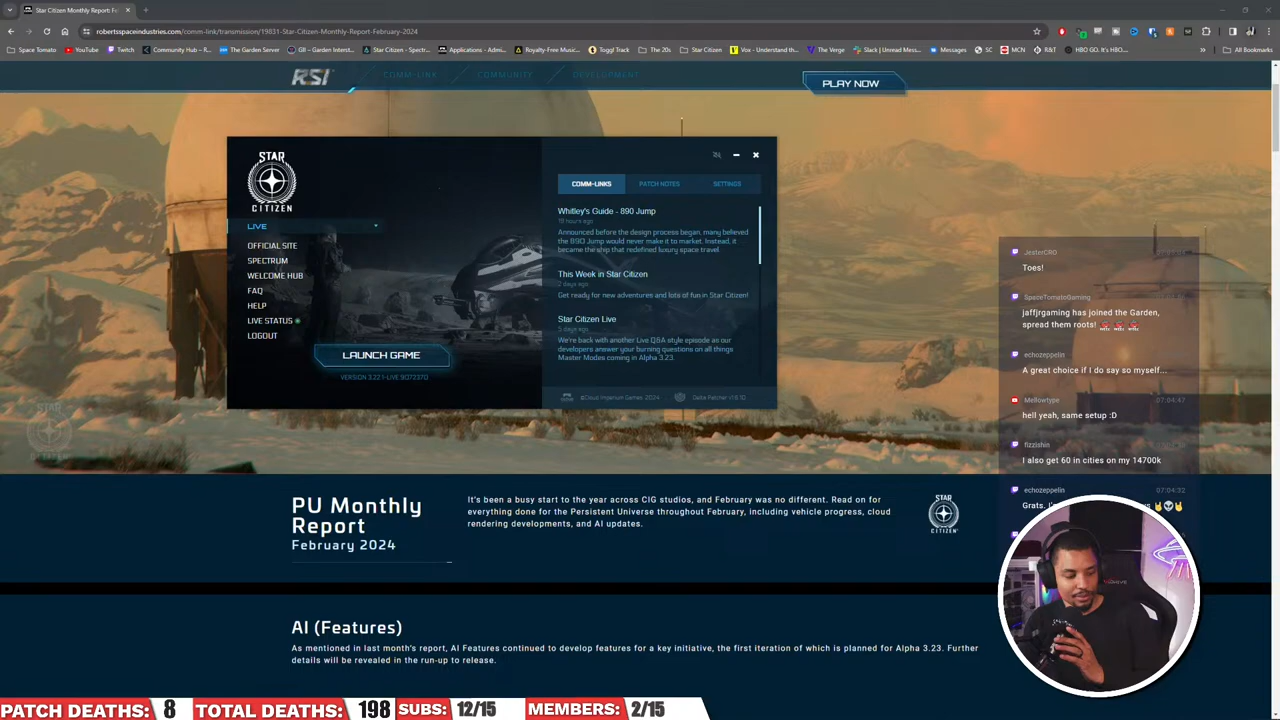 Star Citizen Monthly Report: Fe
robertsspaceindustries.com/comm-link/transmission/19831-Star-Citizen-Monthly-Report-February-2024
Space Tomato
YouTube
Twitch
Community Hub - R...
The Garden Server
GII – Garden Interst...
Star Citizen - Spectr...
Applications - Admi...
Royalty-Free Music...
Toggl Track
The 20s
Star Citizen
Vox - Understand th...
The Verge
Slack | Unread Mess...
Messages
SC
MCN
R&T
HBO GO. It's HBO....
All Bookmarks
RSI
COMM-LINK
COMMUNITY
DEVELOPMENT
PLAY NOW
STAR
CITIZEN
LIVE
OFFICIAL SITE
SPECTRUM
WELCOME HUB
FAQ
HELP
LIVE STATUS
LOGOUT
LAUNCH GAME
VERSION 3.22.1-LIVE.9072370
COMM-LINKS
PATCH NOTES
SETTINGS
Whitley's Guide - 890 Jump
19 hours ago
Announced before the design process began, many believed
the 890 Jump would never make it to market. Instead, it
became the ship that redefined luxury space travel
This Week in Star Citizen
2 days ago
Get ready for new adventures and lots of fun in Star Citizen!
Star Citizen Live
5 days ago
We're back with another Live Q&A style episode as our
developers answer your burning questions on all things
Master Modes coming in Alpha 3.23.
©Cloud Imperium Games, 2024
Delta Patcher v1.6.10
JesterCRO
Toes!
SpaceTomatoGaming
jaffjrgaming has joined the Garden,
spread them roots!
echozeppelin
A great choice if I do say so myself...
Mellowtype
07:04:47
hell yeah, same setup :D
fizzishin
I also get 60 in cities on my 14700k
echozeppelin
07:04:32
Grats.
PU Monthly
Report
February 2024
It's been a busy start to the year across CIG studios, and February was no different. Read on for
everything done for the Persistent Universe throughout February, including vehicle progress, cloud
rendering developments, and AI updates.
STAR
CITIZEN
AI (Features)
As mentioned in last month's report, AI Features continued to develop features for a key initiative, the first iteration of which is planned for Alpha 3.23. Further
details will be revealed in the run-up to release.
PATCH DEATHS: 8
TOTAL DEATHS: 198
SUBS: 12/15
MEMBERS: 2/15